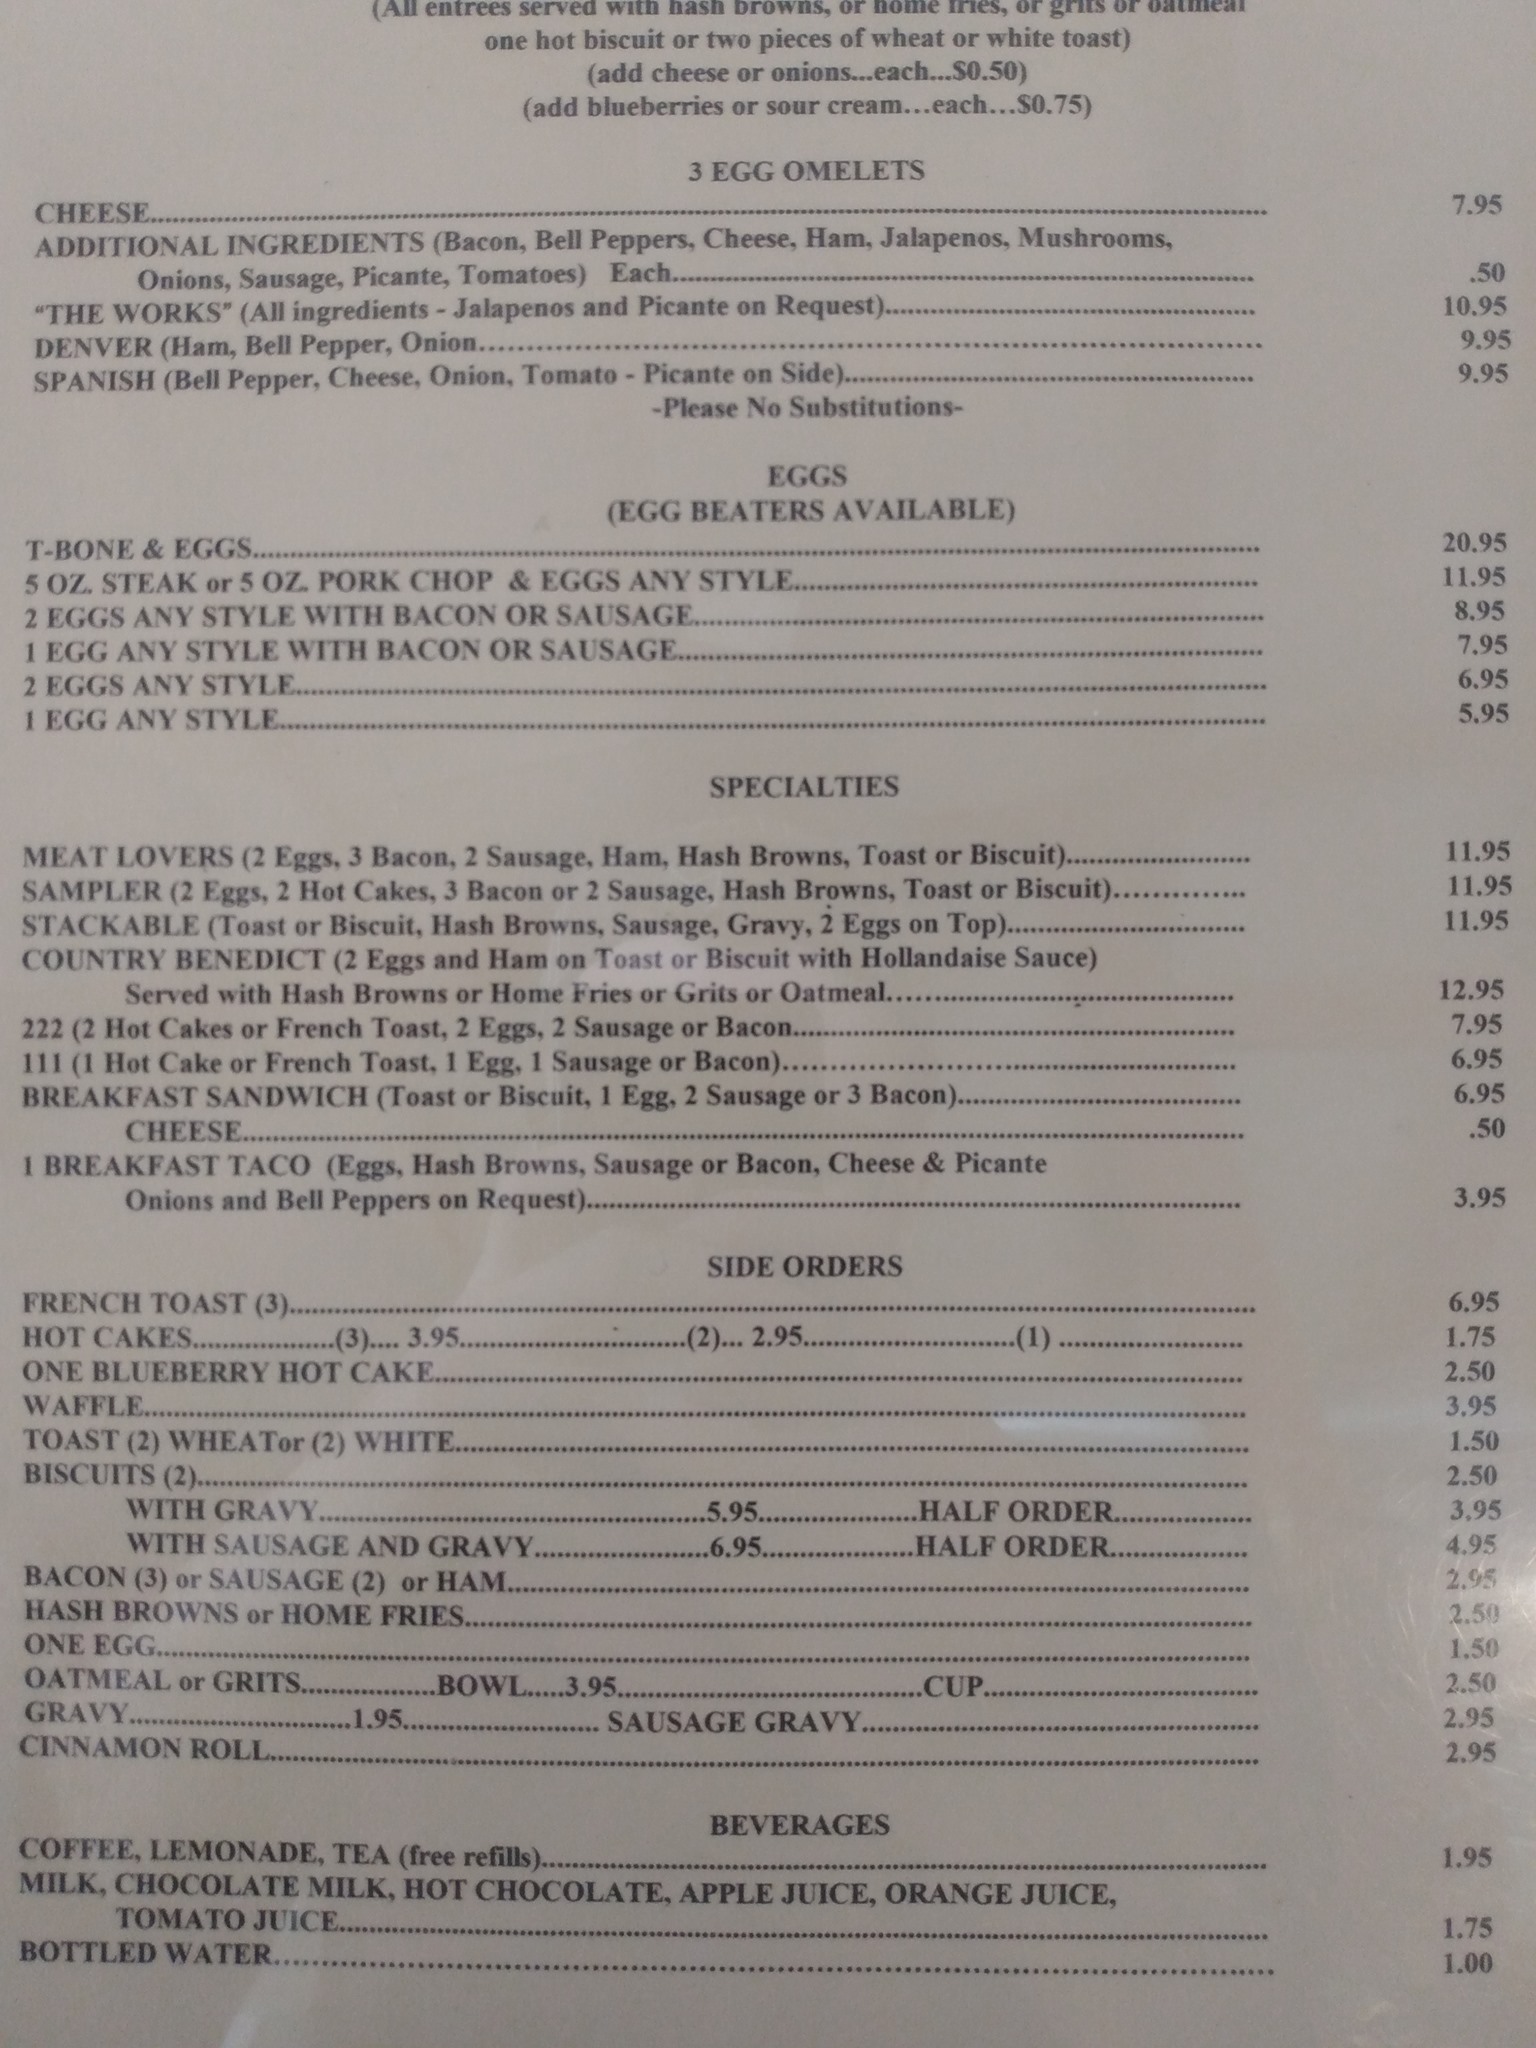 (All entrees served with hash browns, or home fries, or grits or oatmeal
one hot biscuit or two pieces of wheat or white toast)
(add cheese or onions...each...$0.50)
(add blueberries or sour cream...each...$0.75)
3 EGG OMELETS
CHEESE.......... 7.95
ADDITIONAL INGREDIENTS (Bacon, Bell Peppers, Cheese, Ham, Jalapenos, Mushrooms,
Onions, Sausage, Picante, Tomatoes) Each.......... .50
"THE WORKS" (All ingredients - Jalapenos and Picante on Request).......... 10.95
DENVER (Ham, Bell Pepper, Onion.......... 9.95
SPANISH (Bell Pepper, Cheese, Onion, Tomato - Picante on Side).......... 9.95
-Please No Substitutions-
EGGS
(EGG BEATERS AVAILABLE)
T-BONE & EGGS.......... 20.95
5 OZ. STEAK or 5 OZ. PORK CHOP & EGGS ANY STYLE.......... 11.95
2 EGGS ANY STYLE WITH BACON OR SAUSAGE.......... 8.95
1 EGG ANY STYLE WITH BACON OR SAUSAGE.......... 7.95
2 EGGS ANY STYLE.......... 6.95
1 EGG ANY STYLE.......... 5.95
SPECIALTIES
MEAT LOVERS (2 Eggs, 3 Bacon, 2 Sausage, Ham, Hash Browns, Toast or Biscuit).......... 11.95
SAMPLER (2 Eggs, 2 Hot Cakes, 3 Bacon or 2 Sausage, Hash Browns, Toast or Biscuit).......... 11.95
STACKABLE (Toast or Biscuit, Hash Browns, Sausage, Gravy, 2 Eggs on Top).......... 11.95
COUNTRY BENEDICT (2 Eggs and Ham on Toast or Biscuit with Hollandaise Sauce)
Served with Hash Browns or Home Fries or Grits or Oatmeal.......... 12.95
222 (2 Hot Cakes or French Toast, 2 Eggs, 2 Sausage or Bacon.......... 7.95
111 (1 Hot Cake or French Toast, 1 Egg, 1 Sausage or Bacon).......... 6.95
BREAKFAST SANDWICH (Toast or Biscuit, 1 Egg, 2 Sausage or 3 Bacon).......... 6.95
CHEESE.......... .50
1 BREAKFAST TACO (Eggs, Hash Browns, Sausage or Bacon, Cheese & Picante
Onions and Bell Peppers on Request).......... 3.95
SIDE ORDERS
FRENCH TOAST (3).......... 6.95
HOT CAKES..........(3).... 3.95..........(2)... 2.95..........(1) .......... 1.75
ONE BLUEBERRY HOT CAKE.......... 2.50
WAFFLE.......... 3.95
TOAST (2) WHEATor (2) WHITE.......... 1.50
BISCUITS (2).......... 2.50
WITH GRAVY..........5.95..........HALF ORDER.......... 3.95
WITH SAUSAGE AND GRAVY..........6.95..........HALF ORDER.......... 4.95
BACON (3) or SAUSAGE (2) or HAM.......... 2.95
HASH BROWNS or HOME FRIES.......... 2.50
ONE EGG.......... 1.50
OATMEAL or GRITS..........BOWL.....3.95..........CUP.......... 2.50
GRAVY..........1.95.......... SAUSAGE GRAVY.......... 2.95
CINNAMON ROLL.......... 2.95
BEVERAGES
COFFEE, LEMONADE, TEA (free refills).......... 1.95
MILK, CHOCOLATE MILK, HOT CHOCOLATE, APPLE JUICE, ORANGE JUICE,
TOMATO JUICE.......... 1.75
BOTTLED WATER.......... 1.00